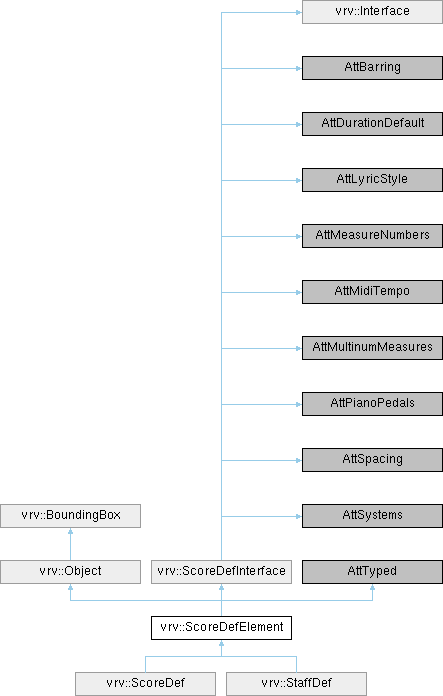 vrv::Interface
AttBarring
AttDurationDefault
AttLyricStyle
AttMeasureNumbers
AttMidiTempo
AttMultinumMeasures
AttPianoPedals
AttSpacing
vrv::BoundingBox
AttSystems
vrv::Object
vrv::ScoreDefInterface
AttTyped
vrv::ScoreDefElement
vrv::ScoreDef
vrv::StaffDef